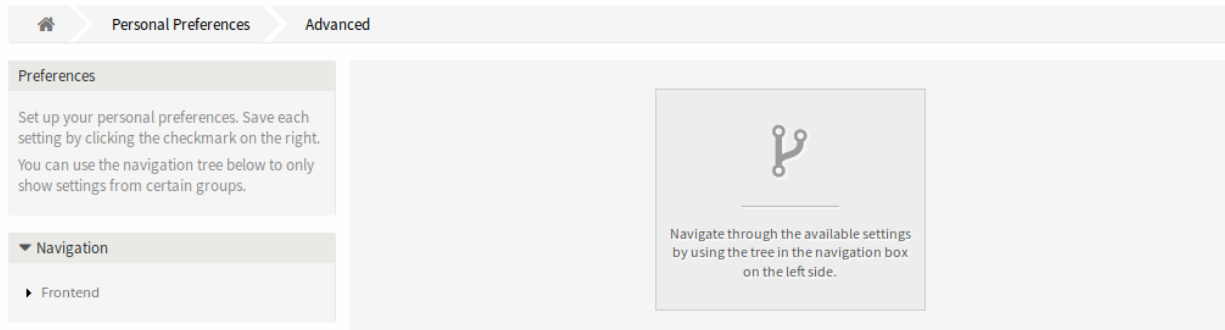 Personal Preferences
Advanced
Preferences
Set up your personal preferences. Save each
setting by clicking the checkmark on the right.
You can use the navigation tree below to only
show settings from certain groups.
Navigation
Frontend
Navigate through the available settings
by using the tree in the navigation box
on the left side.